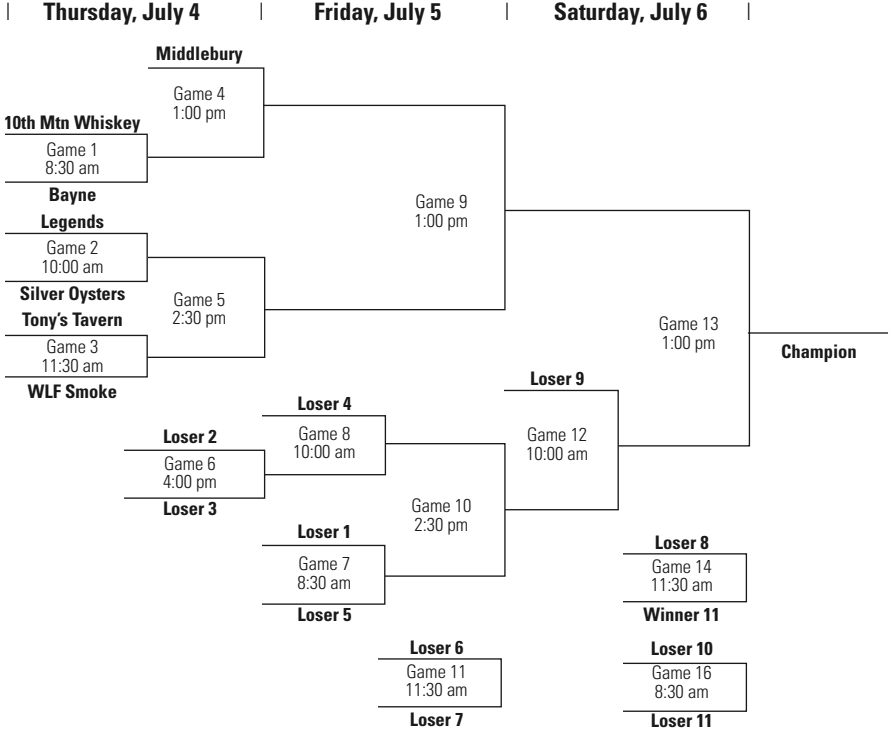 Thursday, July 4
Friday, July 5
Saturday, July 6
Middlebury
Game 4
1:00 pm
10th Mtn Whiskey
Game 1
8:30 am
Bayne
Legends
Game 2
10:00 am
Silver Oysters
Game 5
2:30 pm
Tony's Tavern
Game 3
11:30 am
WLF Smoke
Game 9
1:00 pm
Game 13
1:00 pm
Champion
Loser 9
Game 12
10:00 am
Loser 4
Game 8
10:00 am
Loser 2
Game 6
4:00 pm
Loser 3
Game 10
2:30 pm
Loser 1
Game 7
8:30 am
Loser 5
Loser 8
Game 14
11:30 am
Winner 11
Loser 6
Game 11
11:30 am
Loser 7
Loser 10
Game 16
8:30 am
Loser 11